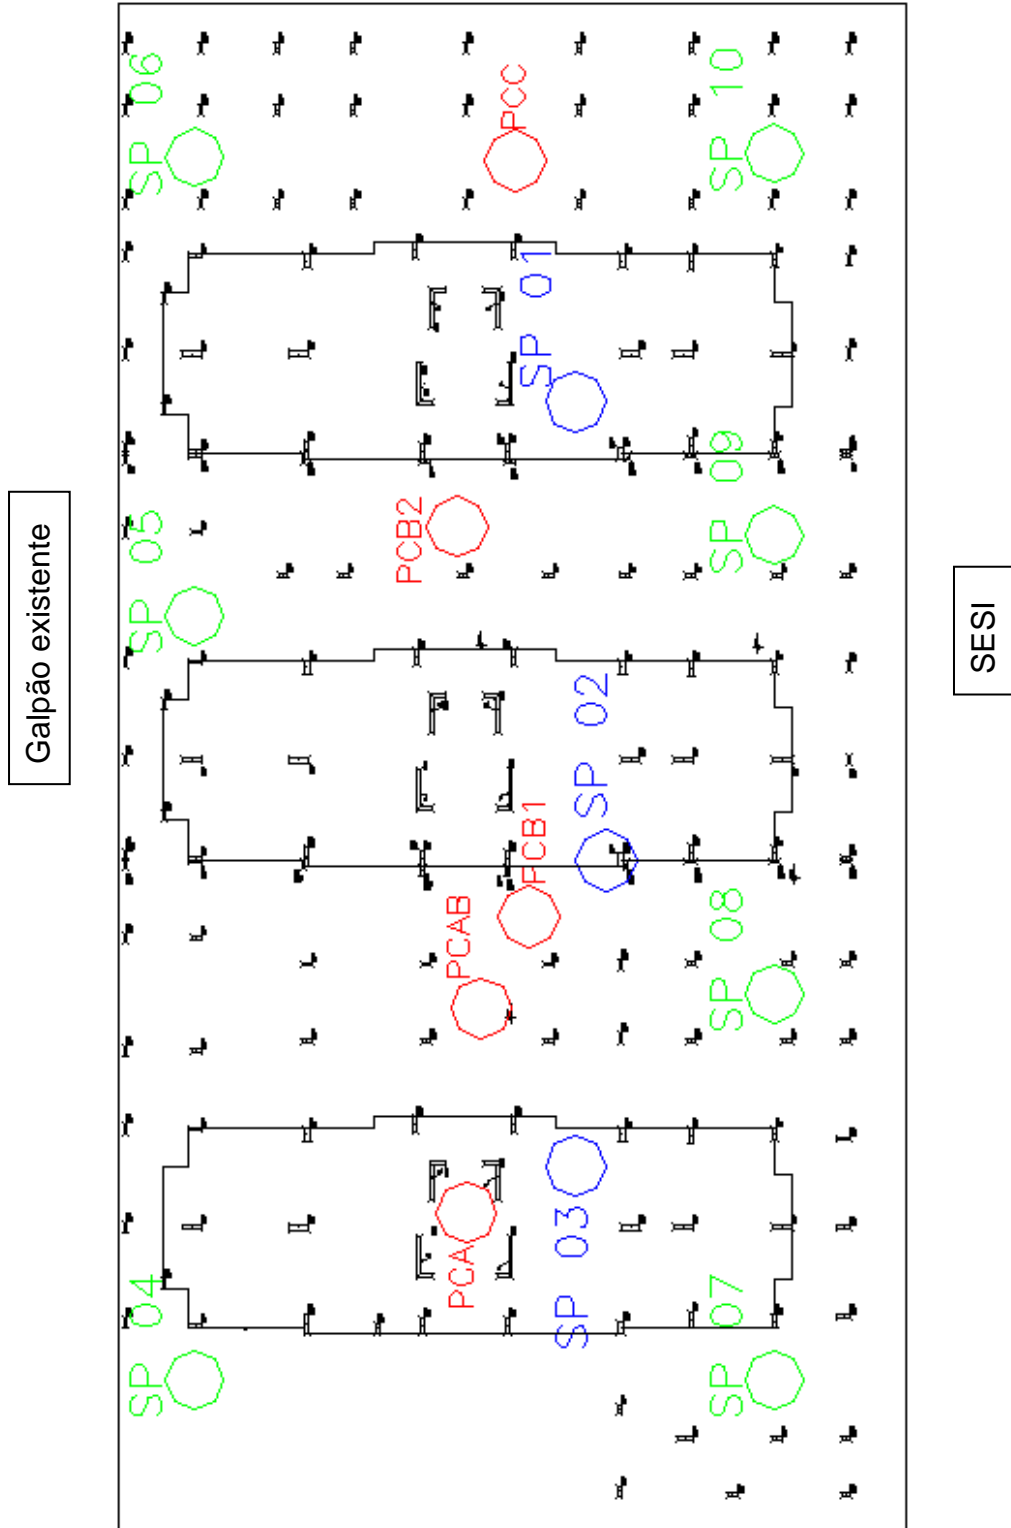 SP 06
PCC
SP 10
SP 01
SP 05
PCB2
SP 09
Galpão existente
SESI
SP 02
PCB1
PCAB
SP 08
SP 04
PCA
SP 03
SP 07